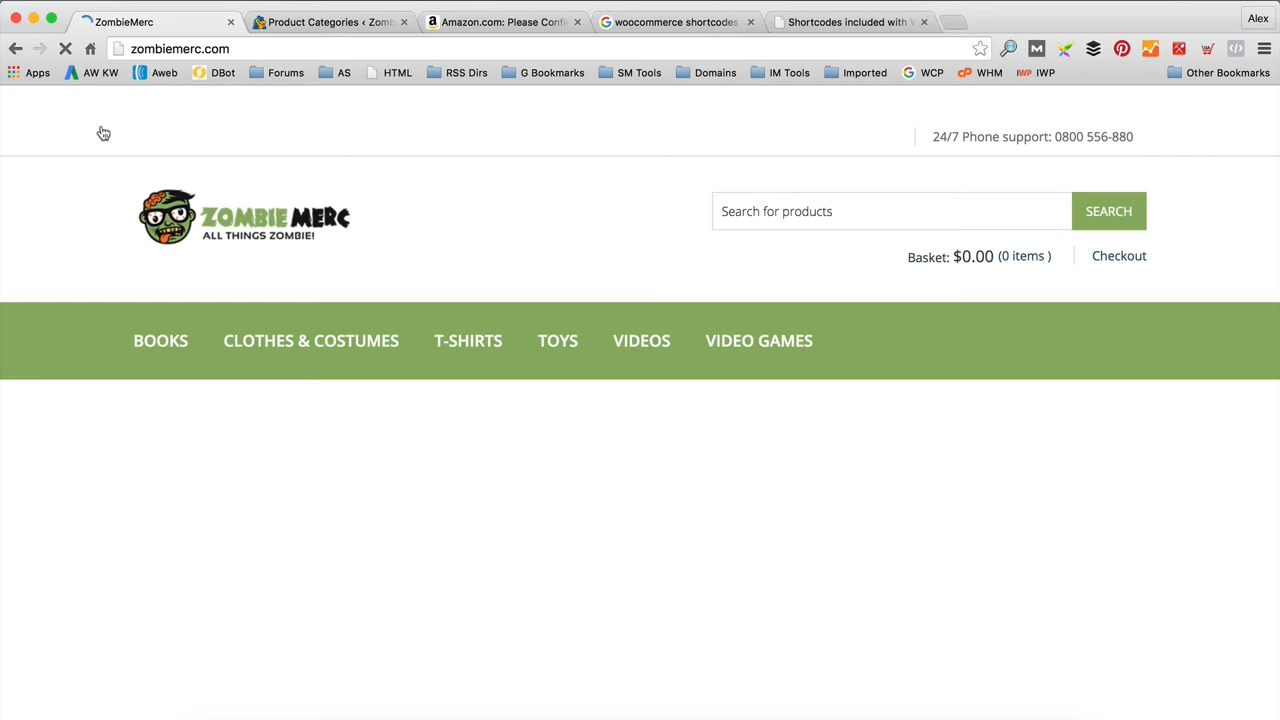 ZombieMerc
Product Categories ‹ Zomb
Amazon.com: Please Confi
woocommerce shortcodes
Shortcodes included with W
Alex
zombiemerc.com
Apps
AW KW
Aweb
DBot
Forums
AS
HTML
RSS Dirs
G Bookmarks
SM Tools
Domains
IM Tools
Imported
WCP
WHM
IWP IWP
Other Bookmarks
24/7 Phone support: 0800 556-880
ZOMBIE MERC
ALL THINGS ZOMBIE!
Search for products
SEARCH
Basket: $0.00 (0 items )
Checkout
BOOKS
CLOTHES & COSTUMES
T-SHIRTS
TOYS
VIDEOS
VIDEO GAMES